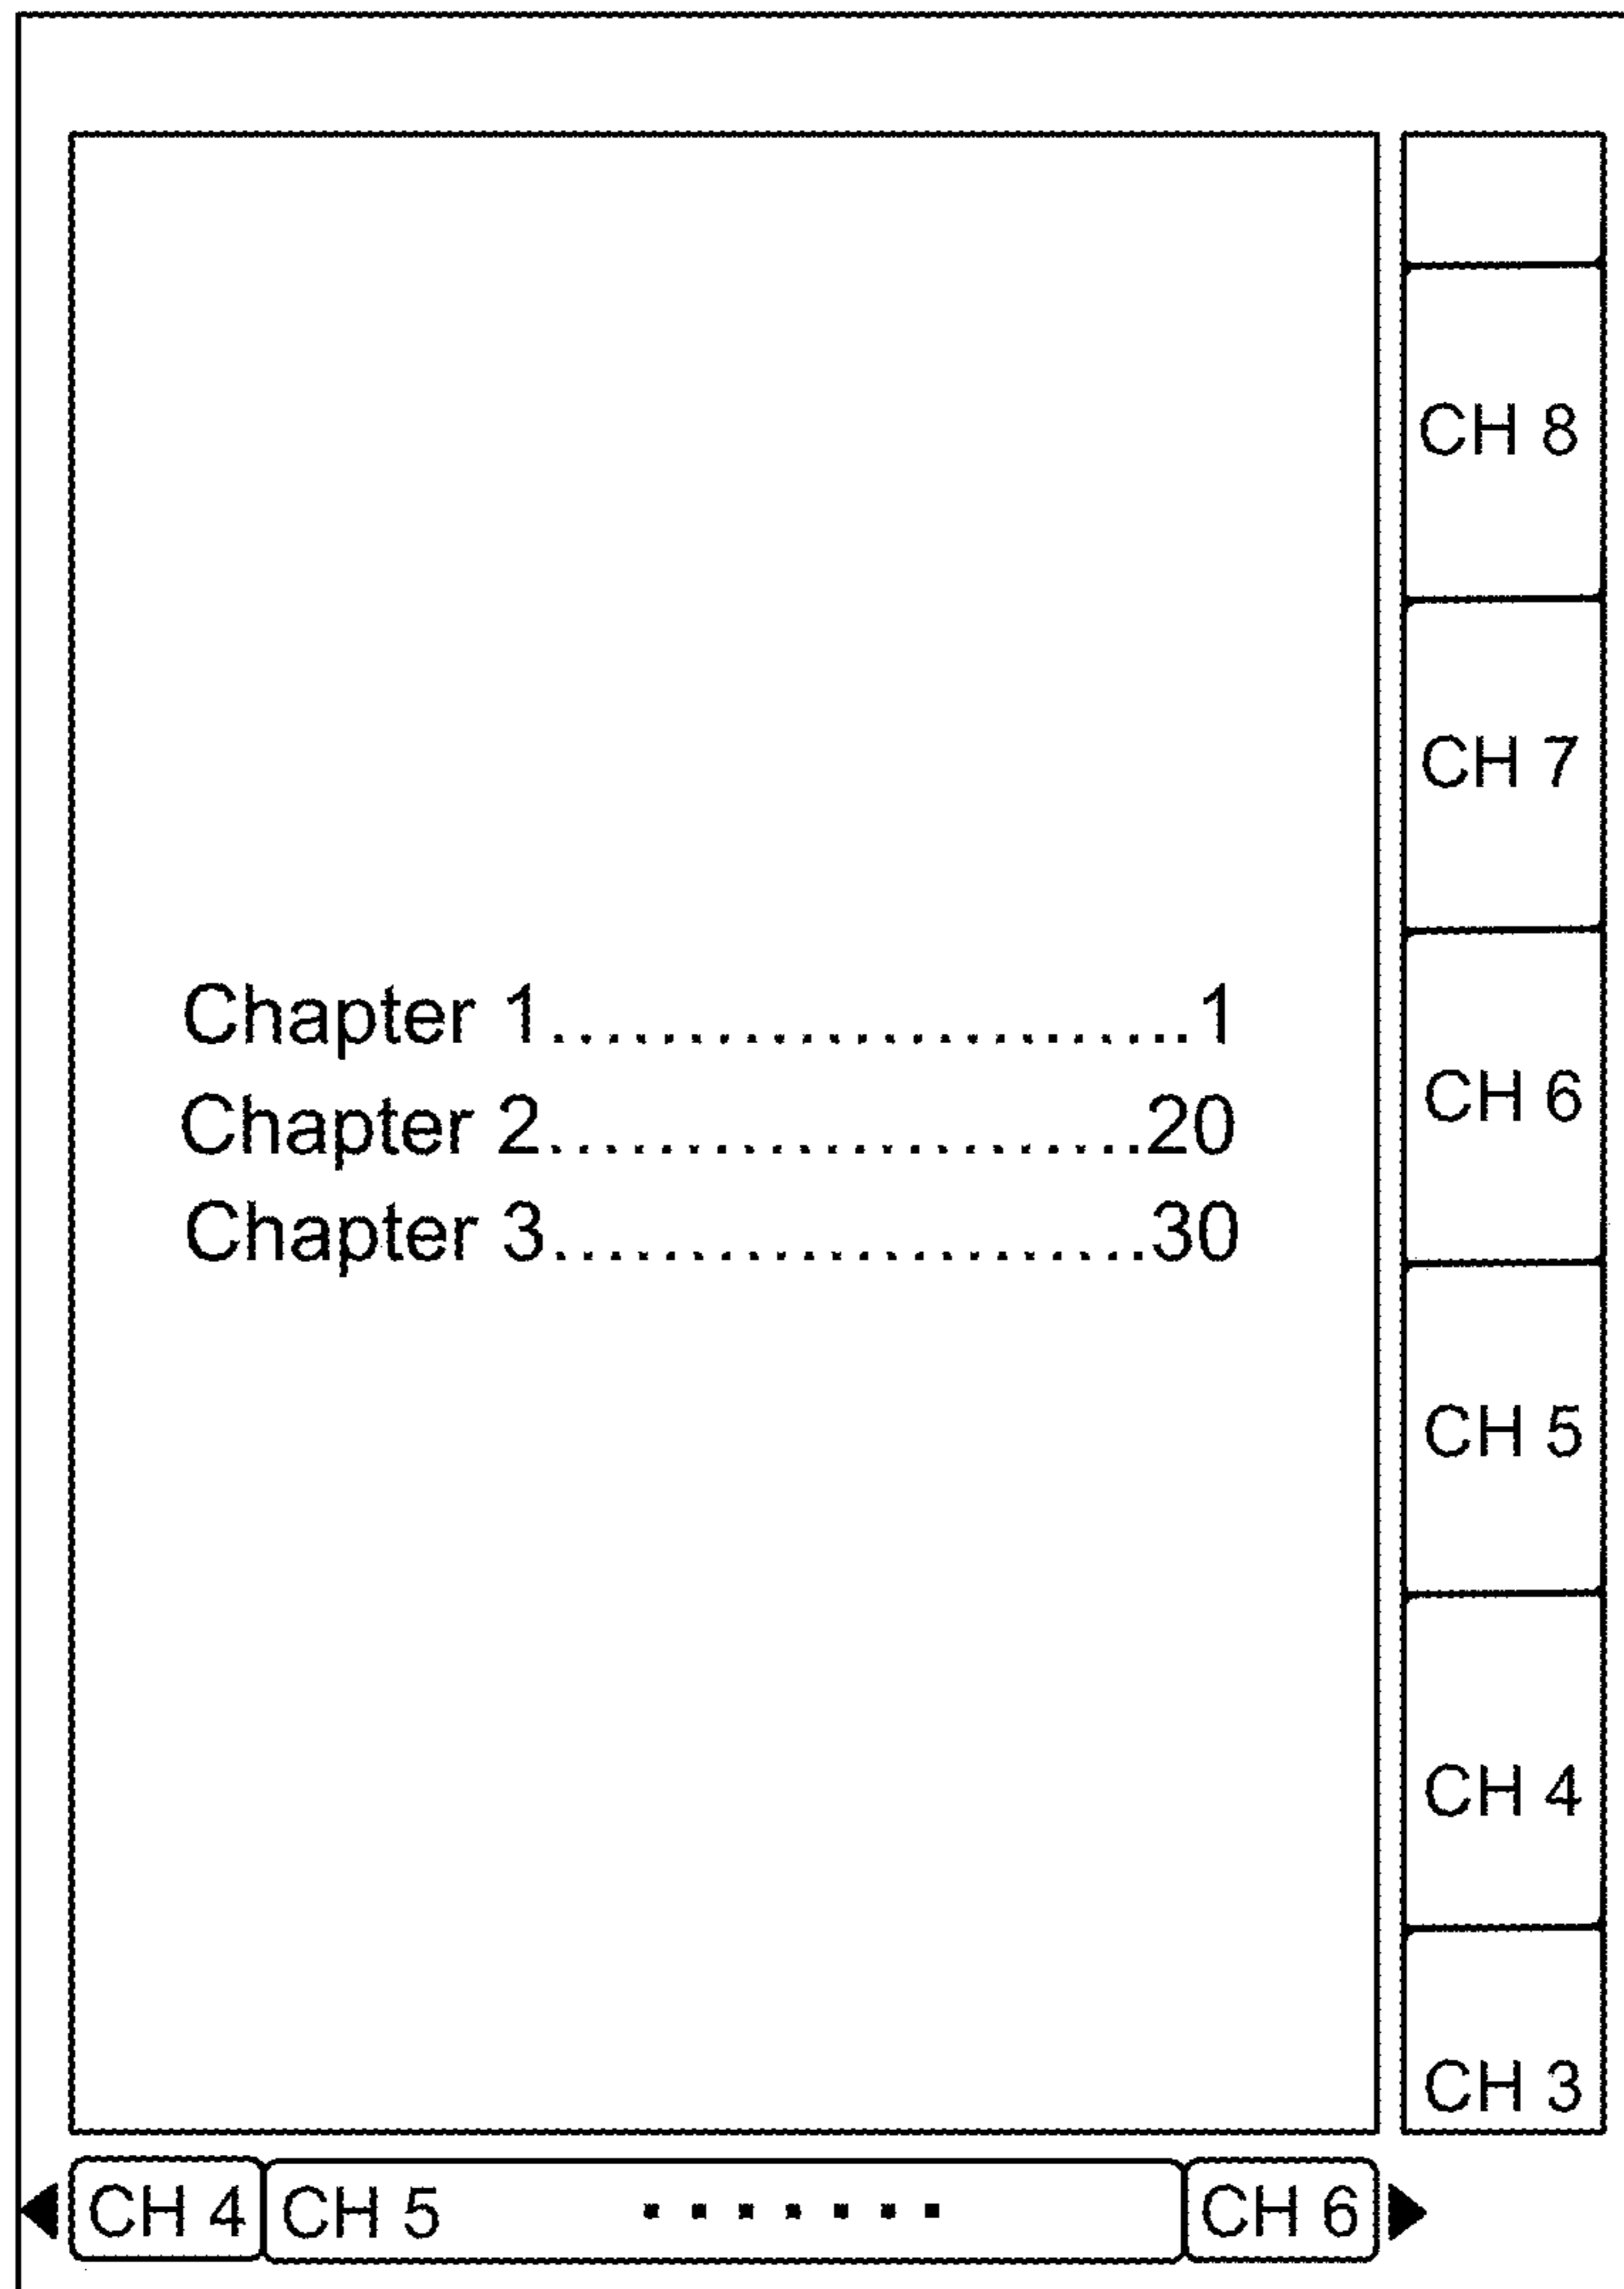 Chapter 1........................1
Chapter 2......................20
Chapter 3......................30
CH 8
CH 7
CH 6
CH 5
CH 4
CH 3
CH 4 CH 5 ....... CH 6